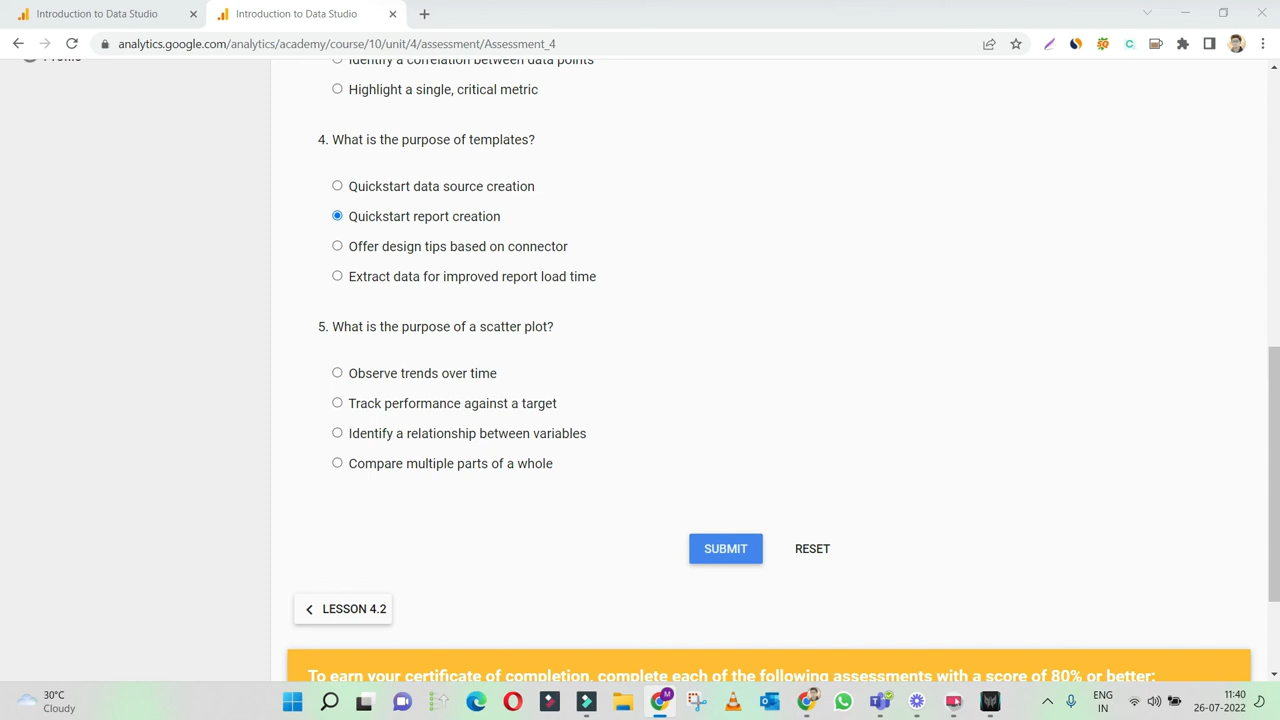 Introduction to Data Studio
Introduction to Data Studio
analytics.google.com/analytics/academy/course/10/unit/4/assessment/Assessment_4
Identify a correlation between data points
Highlight a single, critical metric
4. What is the purpose of templates?
Quickstart data source creation
Quickstart report creation
Offer design tips based on connector
Extract data for improved report load time
5. What is the purpose of a scatter plot?
Observe trends over time
Track performance against a target
Identify a relationship between variables
Compare multiple parts of a whole
SUBMIT RESET
LESSON 4.2
To earn your certificate of completion, complete each of the following assessments with a score of 80% or better:
30°C
Cloudy
ENG
IN
11:40
26-07-2022